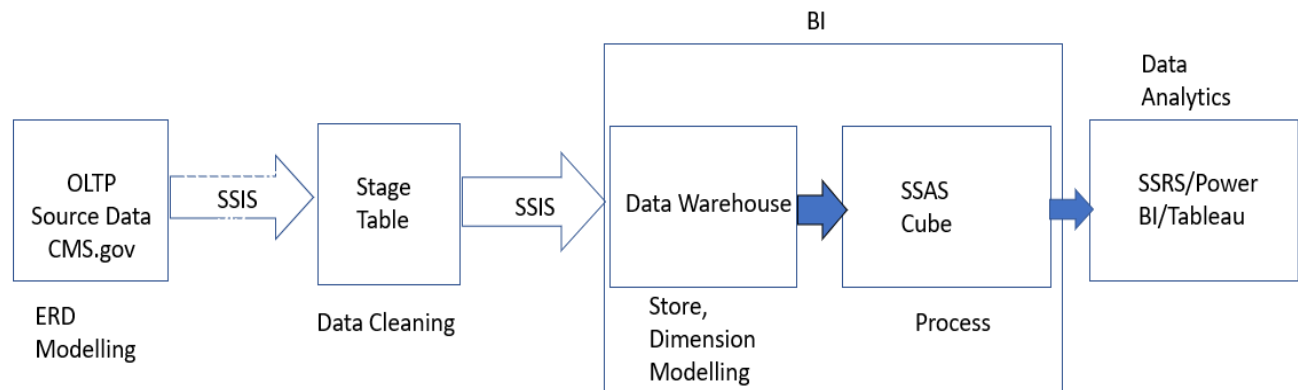 BI
Data
Analytics
OLTP
Source Data
CMS.gov
SSIS
Stage
Table
SSIS
Data Warehouse
SSAS
Cube
SSRS/Power
BI/Tableau
ERD
Modelling
Data Cleaning
Store,
Dimension
Modelling
Process